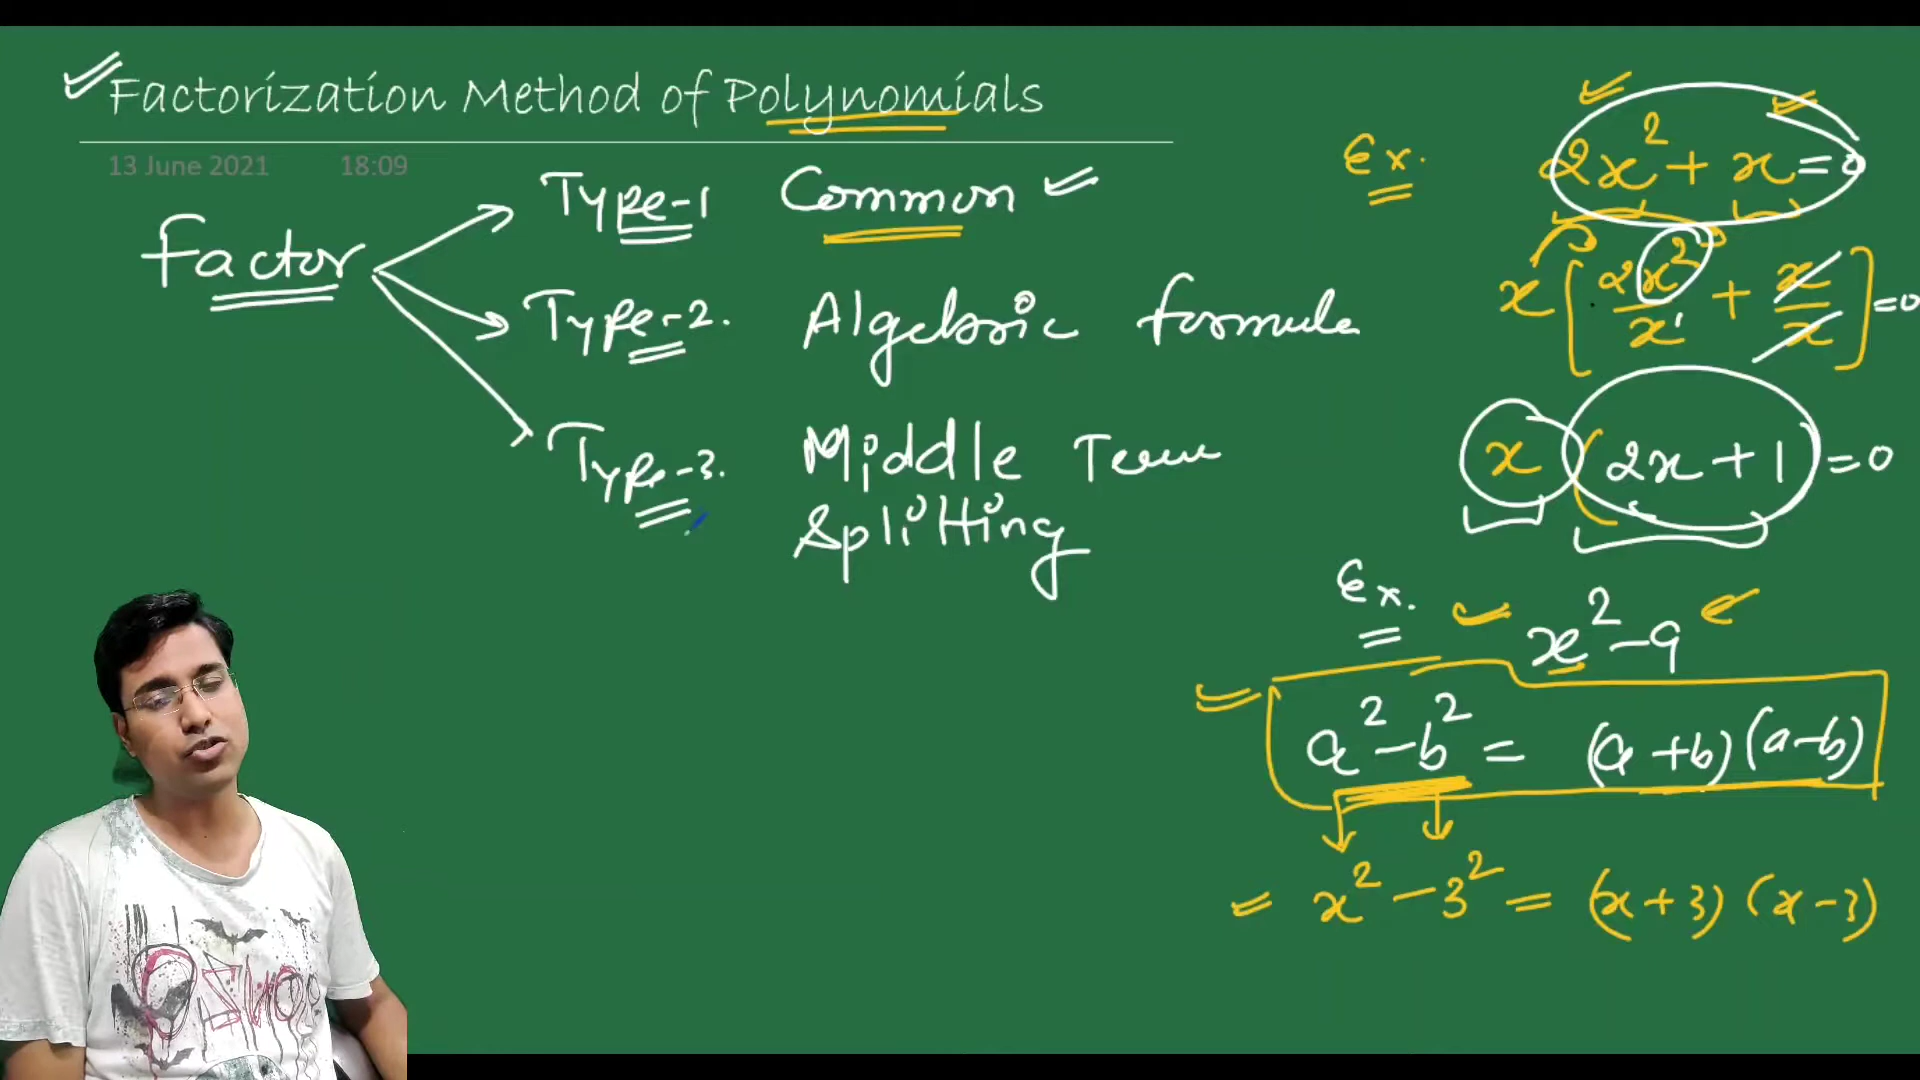 Factorization Method of Polynomials
13 June 2021 18:09
factor
Type-1 Common
Type-2. Algebric formula
Type-3. Middle Term
Splitting
Ex. 2x² + x = 0
x [2x²/x¹ + x/x] = 0
x (2x + 1) = 0
Ex. x² - 9
a² - b² = (a + b) (a - b)
= x² - 3² = (x + 3) (x - 3)